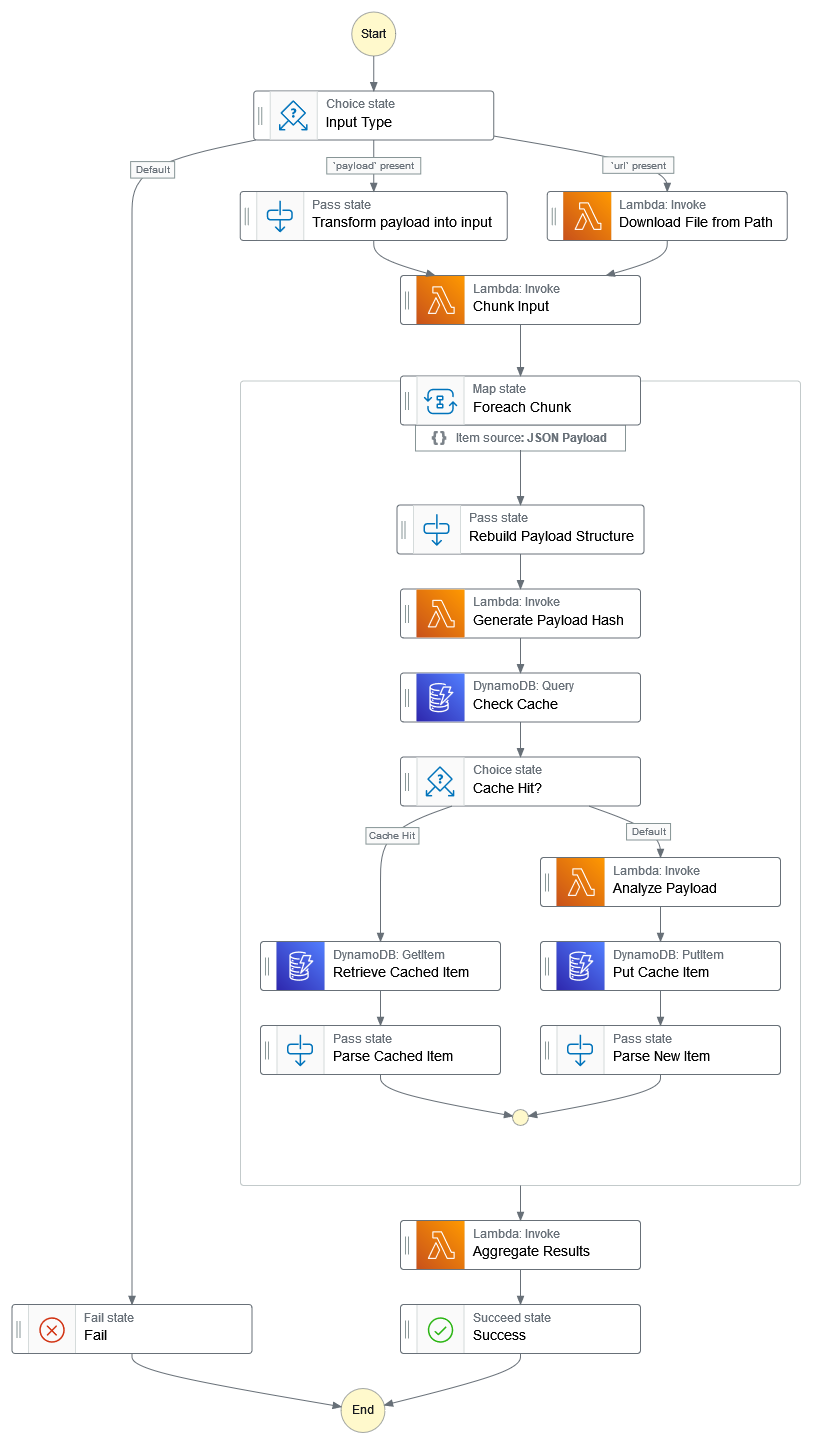 Start
Choice state
Input Type
Default
`payload` present
`url` present
Pass state
Transform payload into input
Lambda: Invoke
Download File from Path
Lambda: Invoke
Chunk Input
Map state
Foreach Chunk
{} Item source: JSON Payload
Pass state
Rebuild Payload Structure
Lambda: Invoke
Generate Payload Hash
DynamoDB: Query
Check Cache
Choice state
Cache Hit?
Cache Hit
Default
Lambda: Invoke
Analyze Payload
DynamoDB: GetItem
Retrieve Cached Item
DynamoDB: PutItem
Put Cache Item
Pass state
Parse Cached Item
Pass state
Parse New Item
Lambda: Invoke
Aggregate Results
Fail state
Fail
Succeed state
Success
End